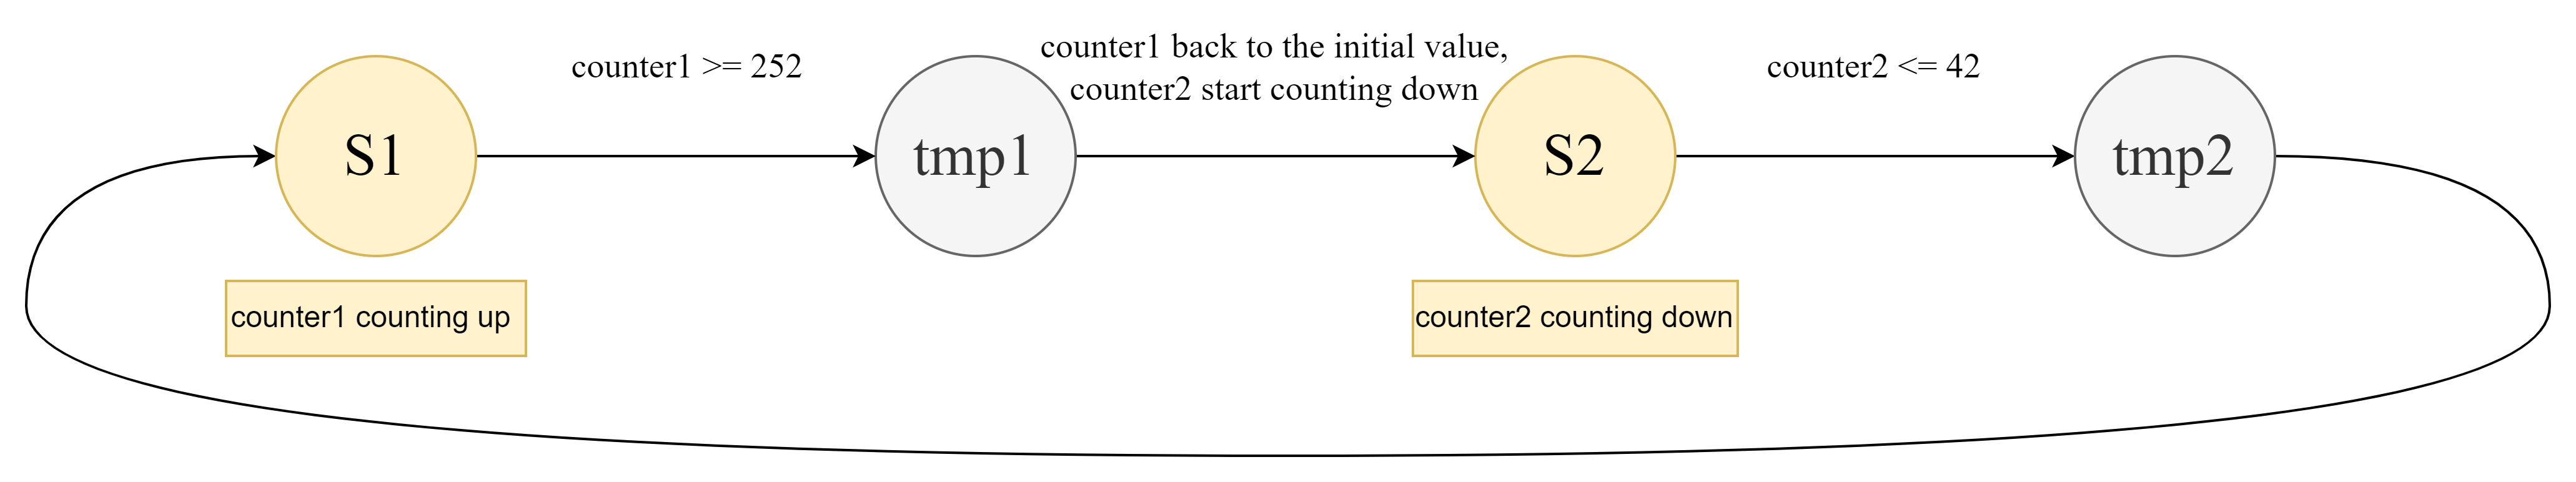 counter1 back to the initial value,
counter1 >= 252
counter2 start counting down
counter2 <= 42
S1
tmp1
S2
tmp2
counter1 counting up
counter2 counting down